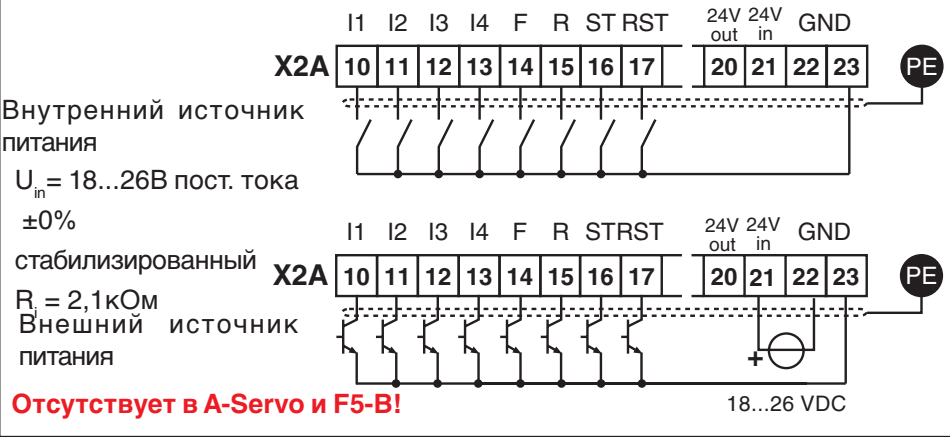 I1 I2 I3 I4 F R ST RST 24V out 24V in GND
X2A 10 11 12 13 14 15 16 17 20 21 22 23 PE
Внутренний источник
питания
Uin= 18...26В пост. тока
±0%
стабилизированный
Ri = 2,1кОм
Внешний источник
питания
Отсутствует в A-Servo и F5-B!
I1 I2 I3 I4 F R STRST 24V out 24V in GND
X2A 10 11 12 13 14 15 16 17 20 21 22 23 PE
+
18...26 VDC